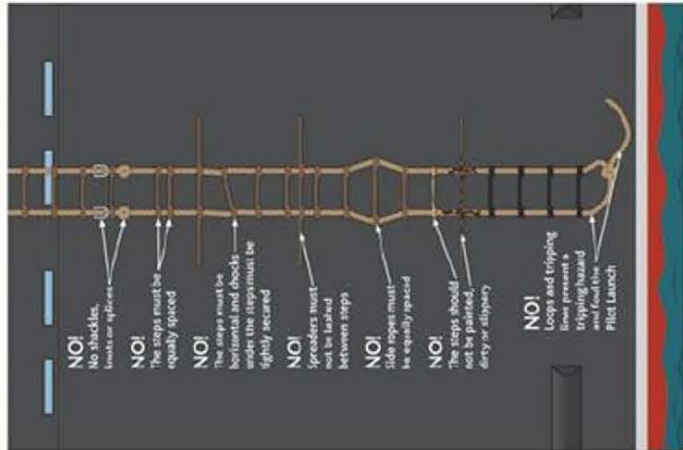 NO!
No shackles,
knots or splices
NO!
The steps must be
equally spaced
NO!
The steps must be
horizontal and chocks
under the steps must be
tightly secured
NO!
Spreaders must
not be lashed
between steps
NO!
Side ropes must
be equally spaced
NO!
The steps should
not be painted,
dirty or slippery
NO!
Loops and tripping
lines present a
tripping hazard
and foul the
Pilot Launch